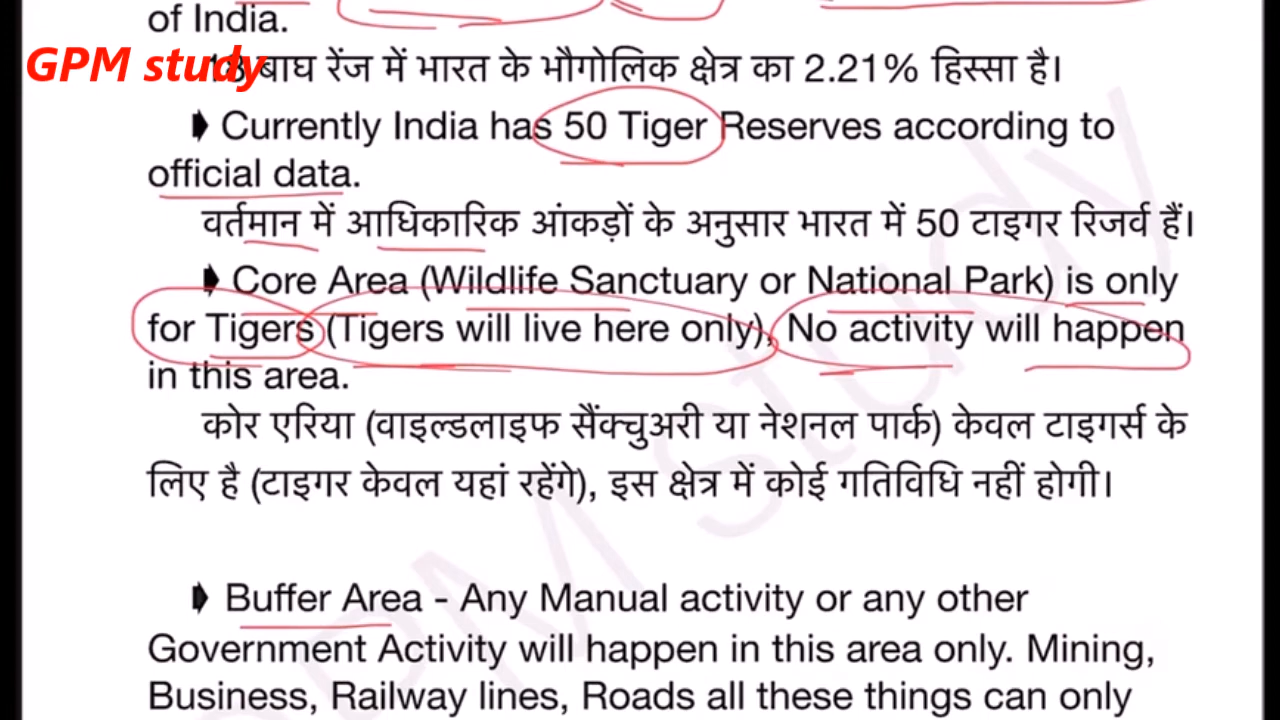 of India.
GPM study
18 बाघ रेंज में भारत के भौगोलिक क्षेत्र का 2.21% हिस्सा है।
➧ Currently India has 50 Tiger Reserves according to
official data.
वर्तमान में आधिकारिक आंकड़ों के अनुसार भारत में 50 टाइगर रिजर्व हैं।
➧ Core Area (Wildlife Sanctuary or National Park) is only
for Tigers (Tigers will live here only), No activity will happen
in this area.
कोर एरिया (वाइल्डलाइफ सैंक्चुअरी या नेशनल पार्क) केवल टाइगर्स के
लिए है (टाइगर केवल यहां रहेंगे), इस क्षेत्र में कोई गतिविधि नहीं होगी।
➧ Buffer Area - Any Manual activity or any other
Government Activity will happen in this area only. Mining,
Business, Railway lines, Roads all these things can only
GPM study